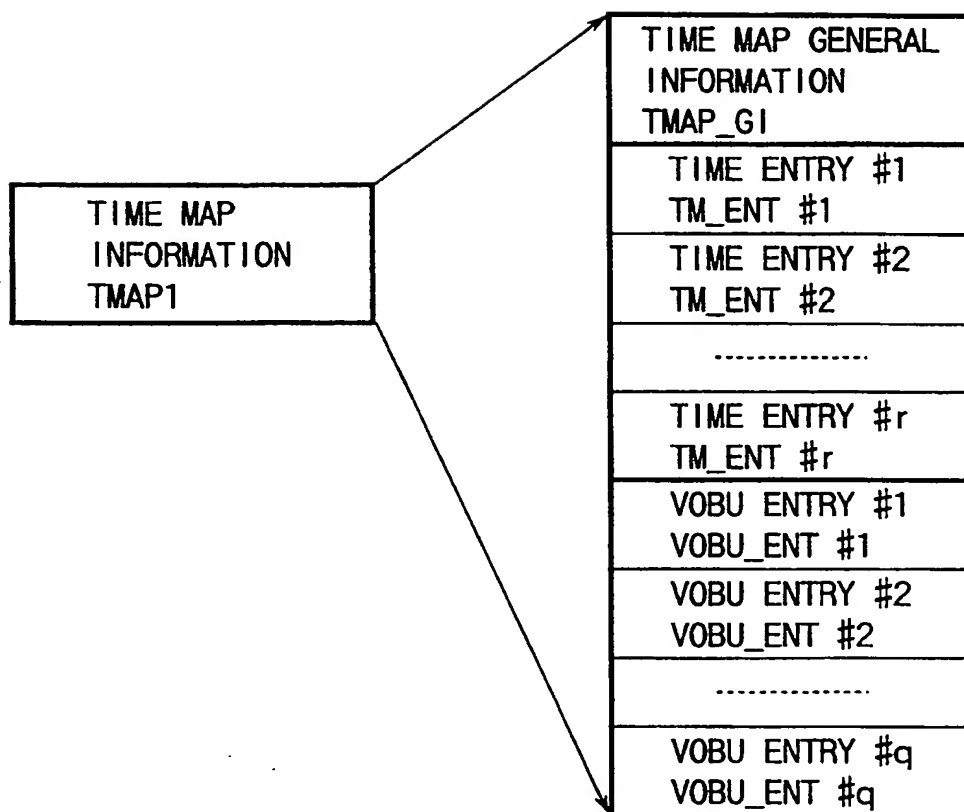 TIME MAP
INFORMATION
TMAP1
TIME MAP GENERAL
INFORMATION
TMAP_GI
TIME ENTRY #1
TM_ENT #1
TIME ENTRY #2
TM_ENT #2
TIME ENTRY #r
TM_ENT #r
VOBU ENTRY #1
VOBU_ENT #1
VOBU ENTRY #2
VOBU_ENT #2
VOBU ENTRY #q
VOBU_ENT #q